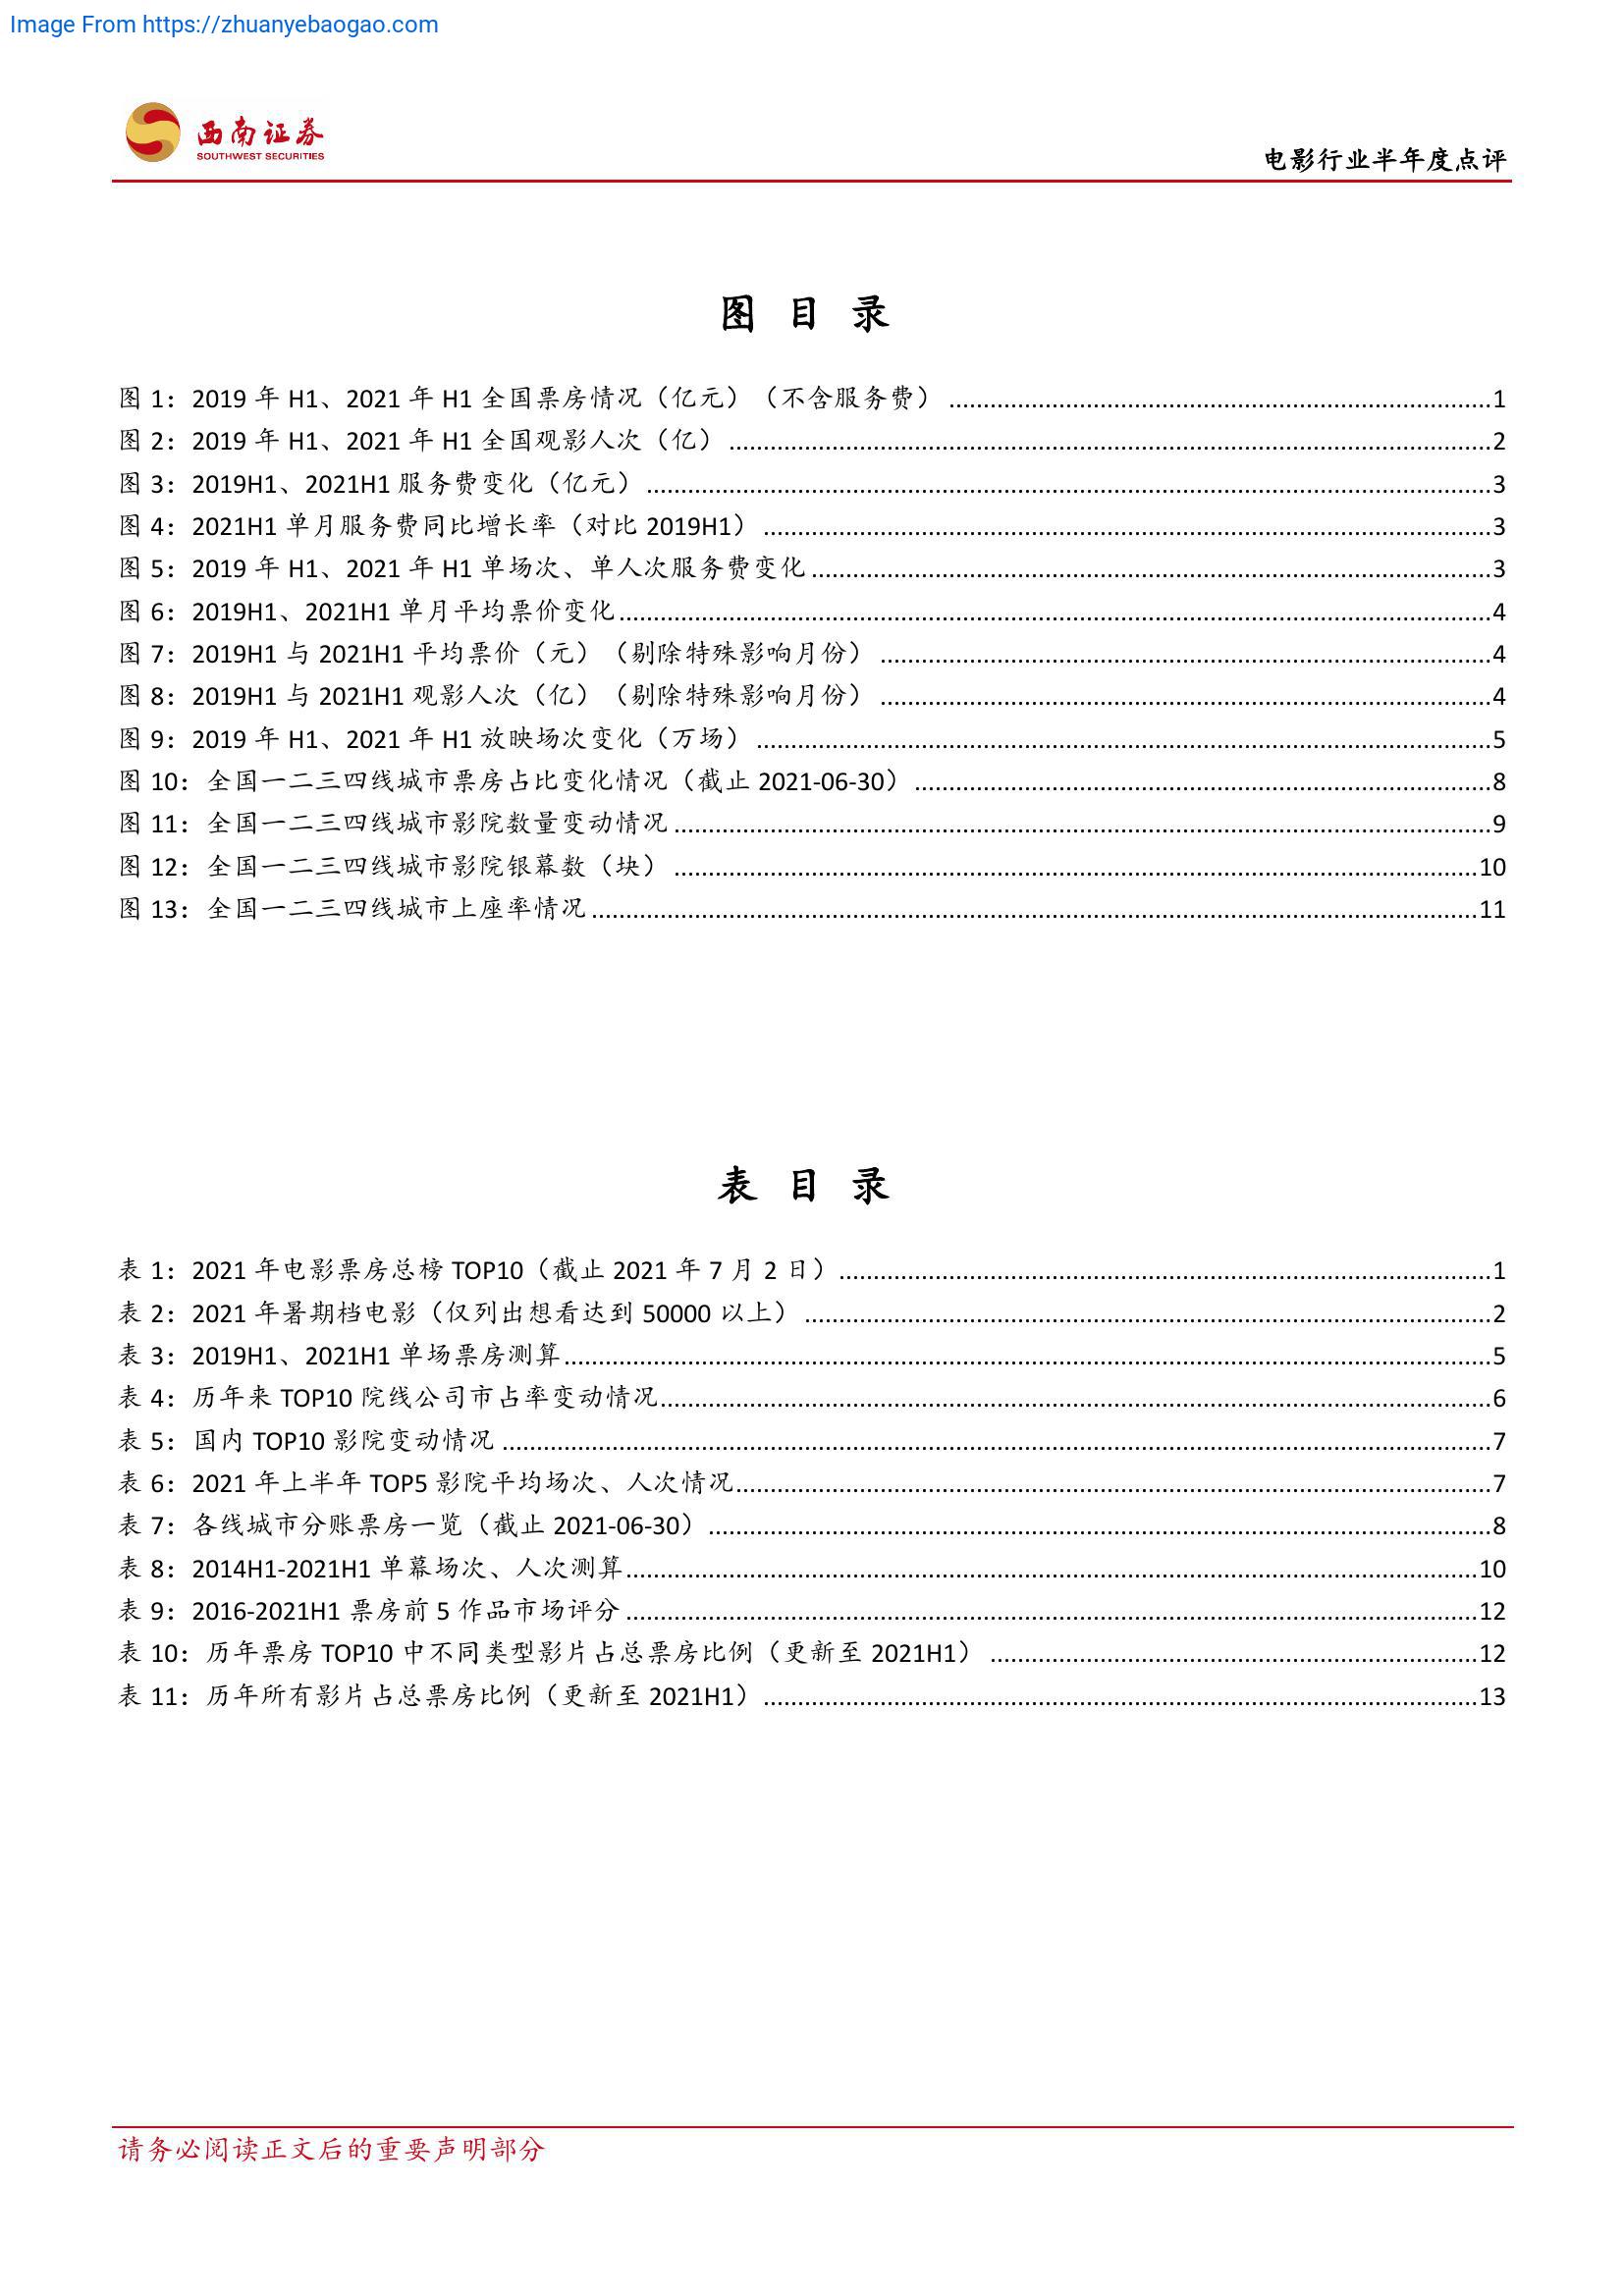 Image From https://zhuanyebaogao.com
西南证券
SOUTHWEST SECURITIES
电影行业半年度点评
图 目 录
图 1：2019 年 H1、2021 年 H1 全国票房情况（亿元）（不含服务费）....................1
图 2：2019 年 H1、2021 年 H1 全国观影人次（亿）....................2
图 3：2019H1、2021H1 服务费变化（亿元）....................3
图 4：2021H1 单月服务费同比增长率（对比 2019H1）....................3
图 5：2019 年 H1、2021 年 H1 单场次、单人次服务费变化....................3
图 6：2019H1、2021H1 单月平均票价变化....................4
图 7：2019H1 与 2021H1 平均票价（元）（剔除特殊影响月份）....................4
图 8：2019H1 与 2021H1 观影人次（亿）（剔除特殊影响月份）....................4
图 9：2019 年 H1、2021 年 H1 放映场次变化（万场）....................5
图 10：全国一二三四线城市票房占比变化情况（截止 2021-06-30）....................8
图 11：全国一二三四线城市影院数量变动情况....................9
图 12：全国一二三四线城市影院银幕数（块）....................10
图 13：全国一二三四线城市上座率情况....................11
表 目 录
表 1：2021 年电影票房总榜 TOP10（截止 2021 年 7 月 2 日）....................1
表 2：2021 年暑期档电影（仅列出想看达到 50000 以上）....................2
表 3：2019H1、2021H1 单场票房测算....................5
表 4：历年来 TOP10 院线公司市占率变动情况....................6
表 5：国内 TOP10 影院变动情况....................7
表 6：2021 年上半年 TOP5 影院平均场次、人次情况....................7
表 7：各线城市分账票房一览（截止 2021-06-30）....................8
表 8：2014H1-2021H1 单幕场次、人次测算....................10
表 9：2016-2021H1 票房前 5 作品市场评分....................12
表 10：历年票房 TOP10 中不同类型影片占总票房比例（更新至 2021H1）....................12
表 11：历年所有影片占总票房比例（更新至 2021H1）....................13
请务必阅读正文后的重要声明部分